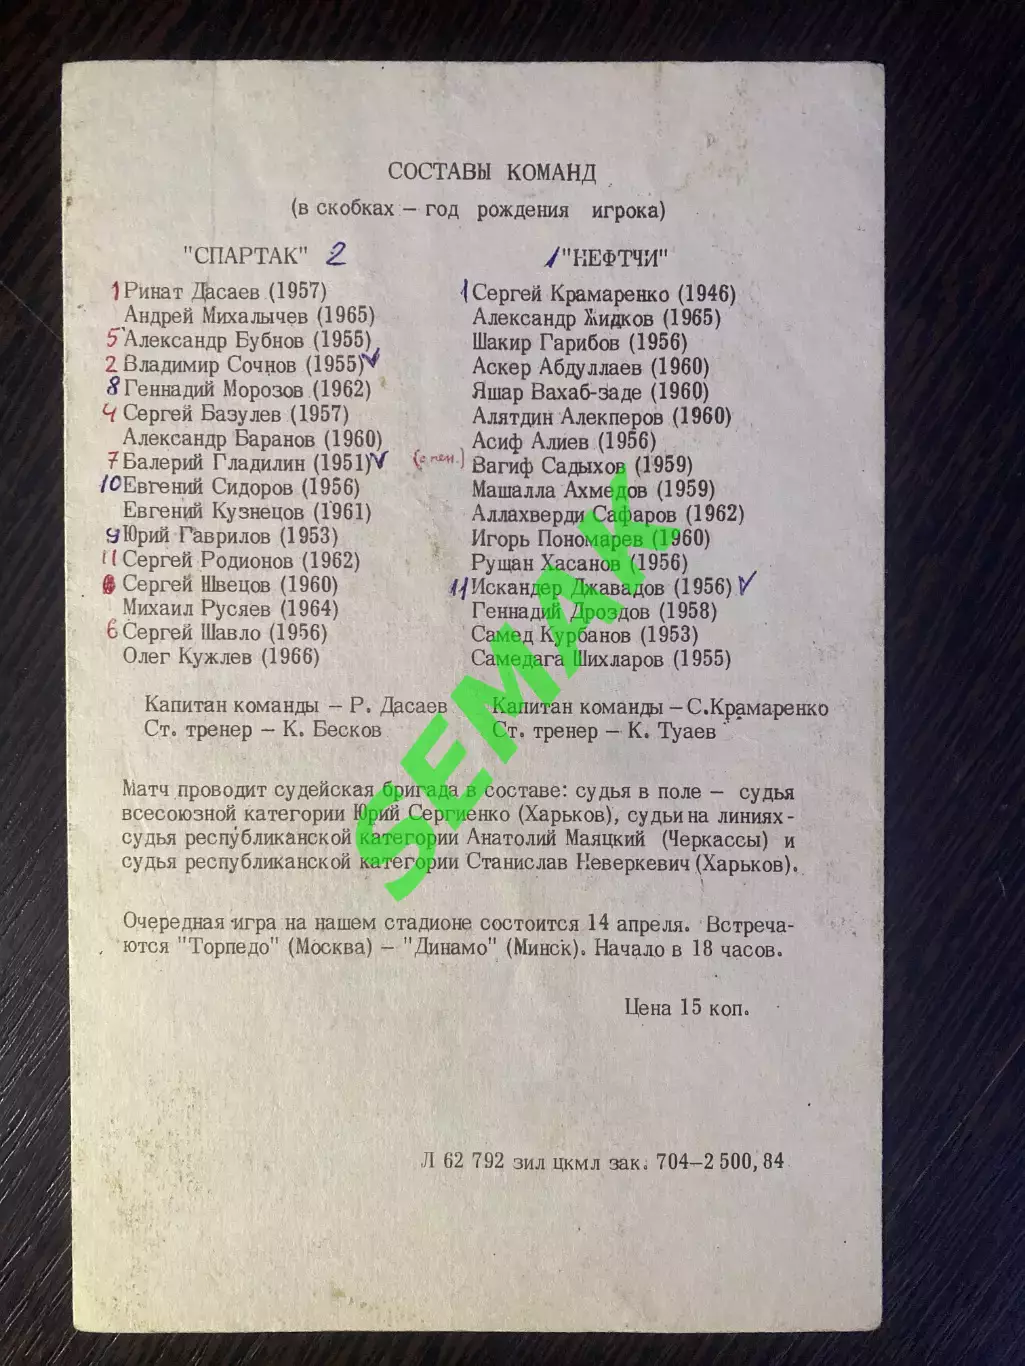 СОСТАВЫ КОМАНД
(в скобках – год рождения игрока)
"СПАРТАК" 2
1 Ринат Дасаев (1957)
Андрей Михалычев (1965)
5 Александр Бубнов (1955)
2 Владимир Сочнов (1955) V
8 Геннадий Морозов (1962)
4 Сергей Базулев (1957)
Александр Баранов (1960)
7 Валерий Гладилин (1951) V (с пен.)
10 Евгений Сидоров (1956)
Евгений Кузнецов (1961)
9 Юрий Гаврилов (1953)
11 Сергей Родионов (1962)
Сергей Швецов (1960)
Михаил Русяев (1964)
6 Сергей Шавло (1956)
Олег Кужлев (1966)
Капитан команды – Р. Дасаев
Ст. тренер – К. Бесков
1 "НЕФТЧИ"
1 Сергей Крамаренко (1946)
Александр Жидков (1965)
Шакир Гарибов (1956)
Аскер Абдуллаев (1960)
Яшар Вахаб-заде (1960)
Алятдин Алекперов (1960)
Асиф Алиев (1956)
Вагиф Садыхов (1959)
Машалла Ахмедов (1959)
Аллахверди Сафаров (1962)
Игорь Пономарев (1960)
Рущан Хасанов (1956)
11 Искандер Джавадов (1956) V
Геннадий Дроздов (1958)
Самед Курбанов (1953)
Самедага Шихларов (1955)
Капитан команды – С.Крамаренко
Ст. тренер – К. Туаев
Матч проводит судейская бригада в составе: судья в поле – судья
всесоюзной категории Юрий Сергиенко (Харьков), судьи на линиях-
судья республиканской категории Анатолий Маяцкий (Черкассы) и
судья республиканской категории Станислав Неверкевич (Харьков).
Очередная игра на нашем стадионе состоится 14 апреля. Встреча-
ются "Торпедо" (Москва) – "Динамо" (Минск). Начало в 18 часов.
Цена 15 коп.
Л 62 792 зил цкмл зак. 704–2 500, 84
SEMAK